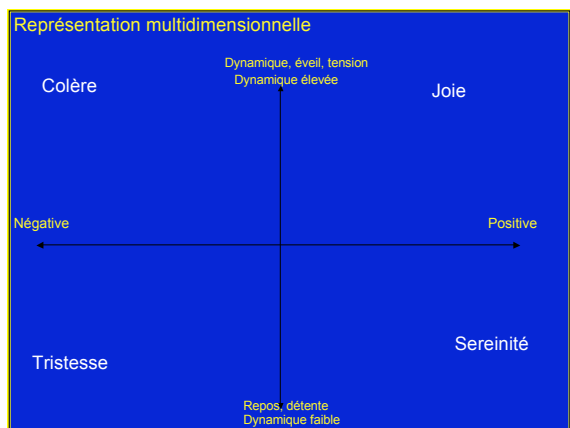 Représentation multidimensionnelle
Dynamique, éveil, tension
Dynamique élevée
Colère
Joie
Négative
Positive
Sereinité
Tristesse
Repos, détente
Dynamique faible